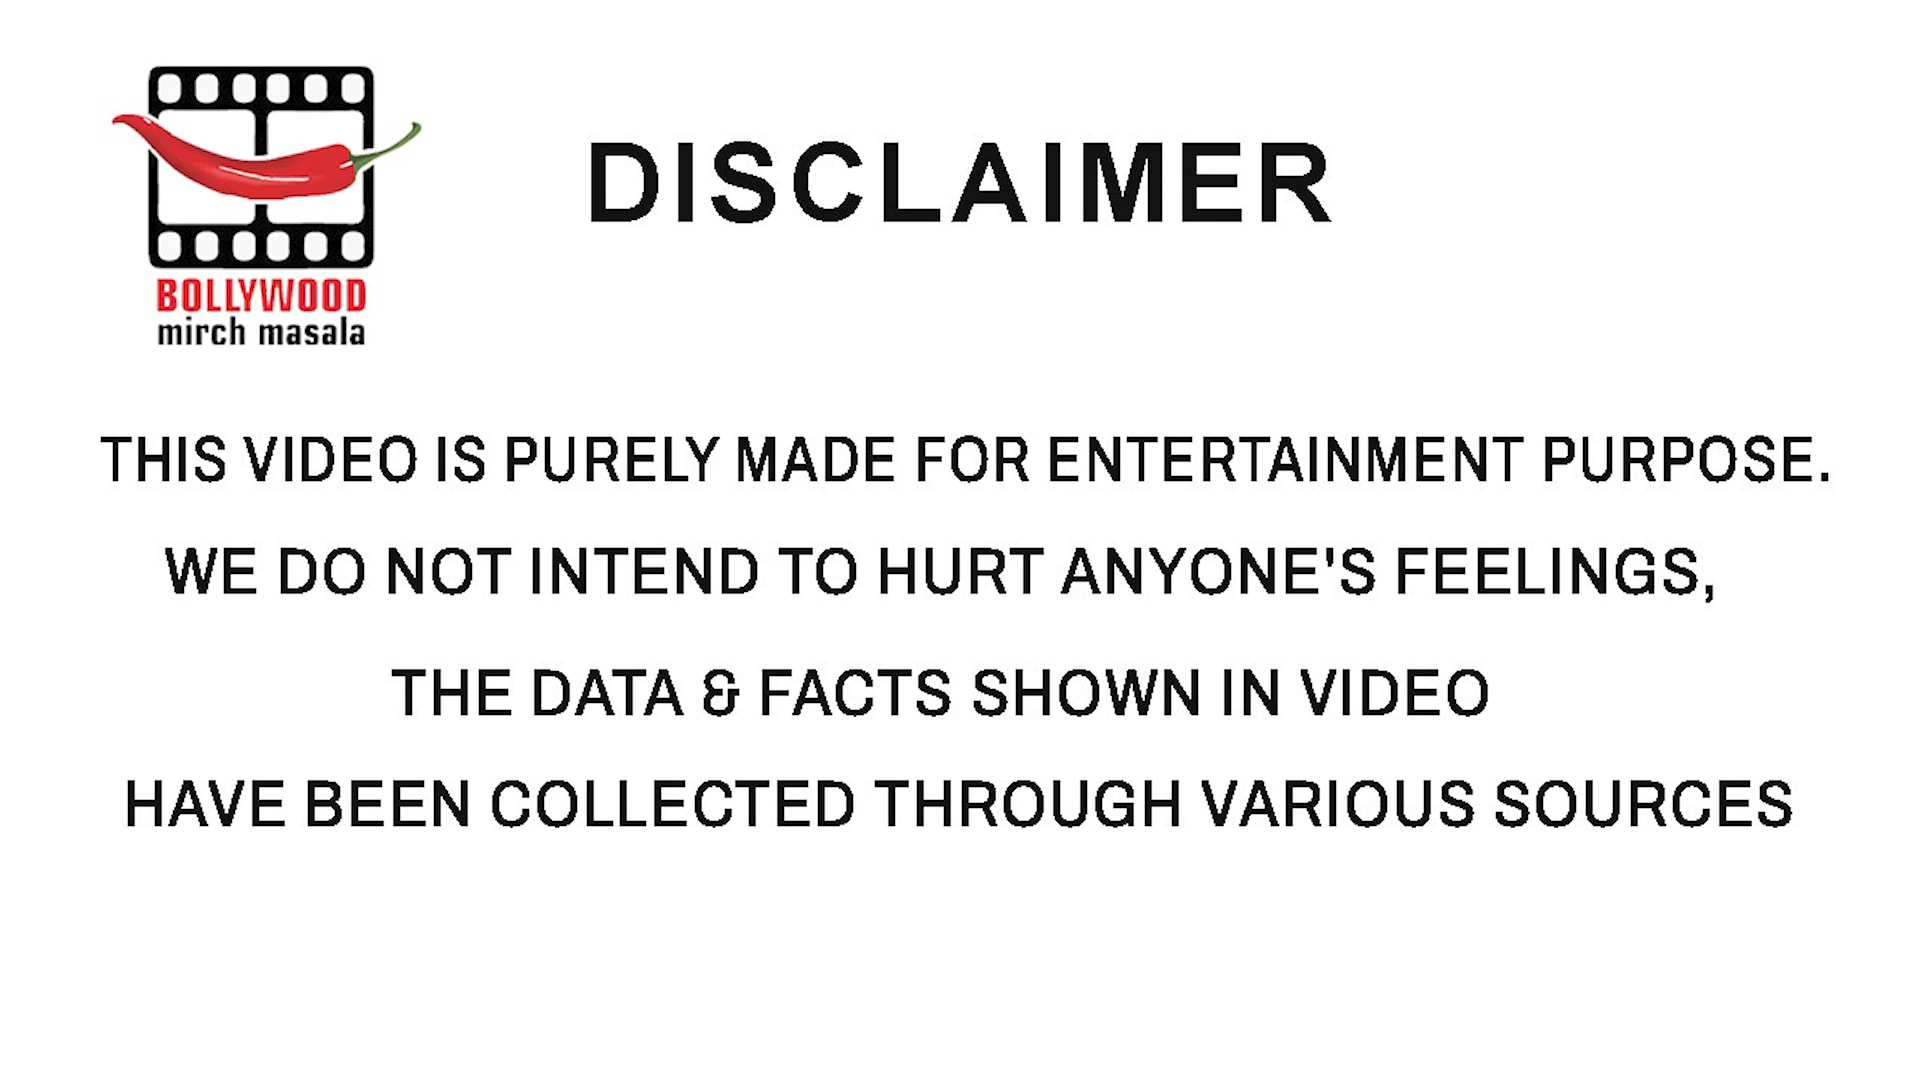 BOLLYWOOD
mirch masala
DISCLAIMER
THIS VIDEO IS PURELY MADE FOR ENTERTAINMENT PURPOSE.
WE DO NOT INTEND TO HURT ANYONE'S FEELINGS,
THE DATA & FACTS SHOWN IN VIDEO
HAVE BEEN COLLECTED THROUGH VARIOUS SOURCES